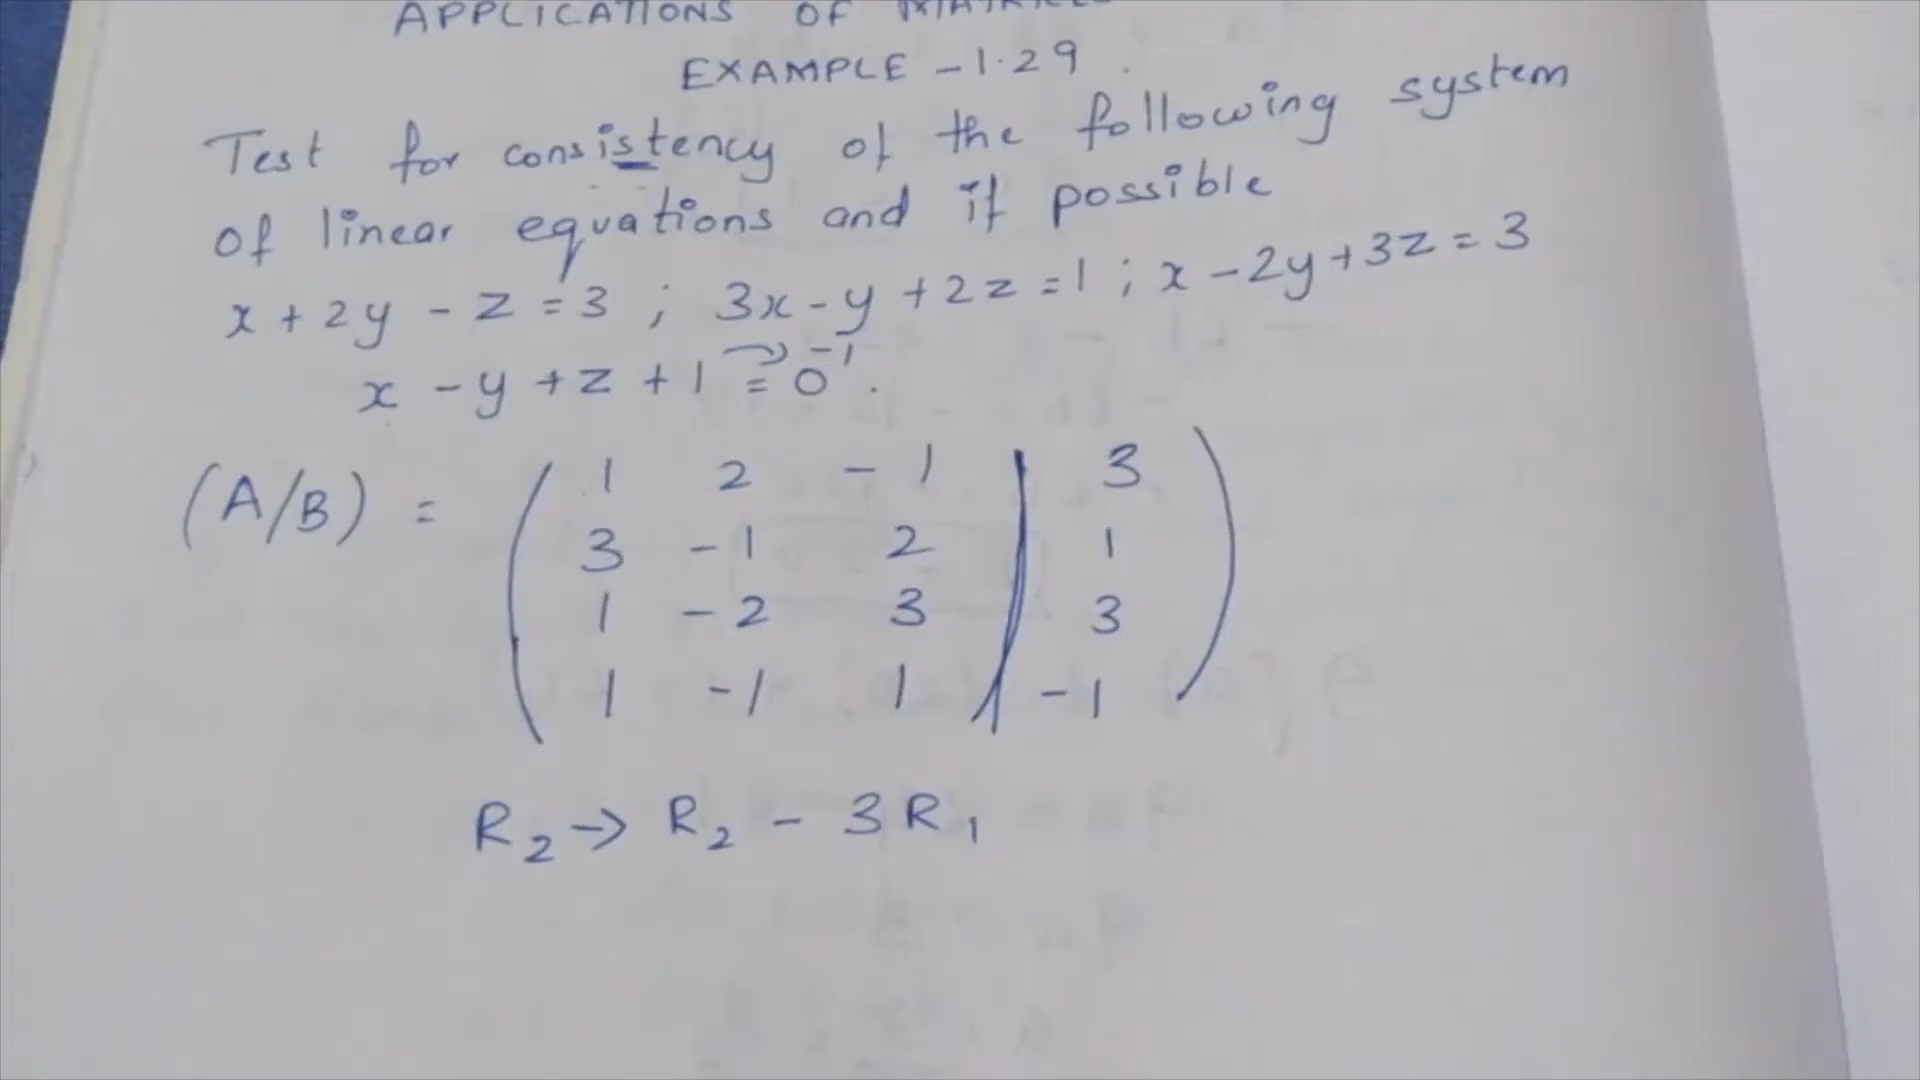 APPLICATIONS OF
EXAMPLE - 1.29
Test for consistency of the following system
of linear equations and if possible
x + 2y - z = 3 ; 3x - y + 2z = 1 ; x - 2y + 3z = 3
x - y + z + 1 = 0 -1 .
(A/B) = ( 1 2 -1 | 3 )
3 -1 2 | 1
1 -2 3 | 3
1 -1 1 | -1
R₂ → R₂ - 3R₁